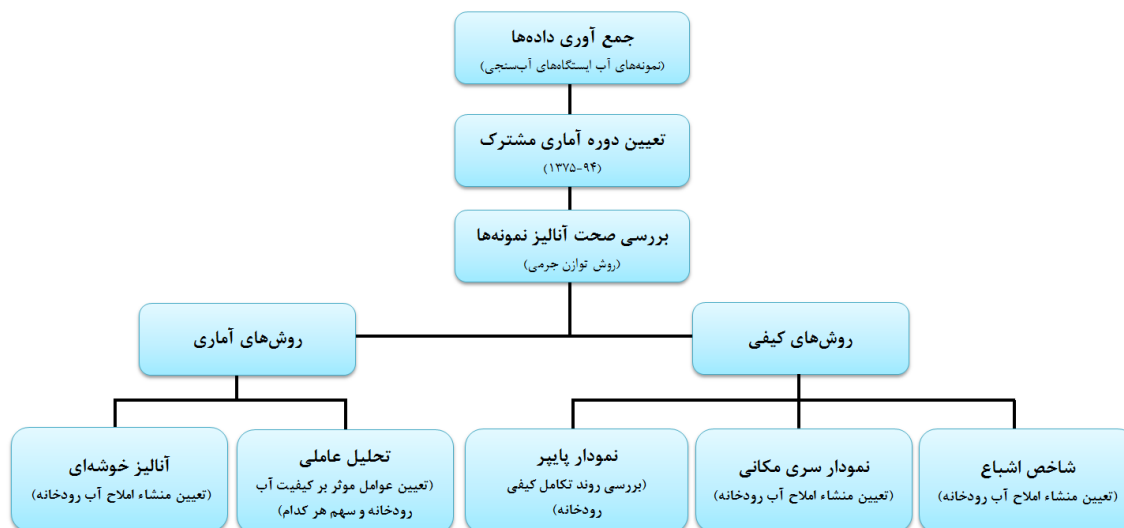 جمع آوری داده‌ها
(نمونه‌های آب ایستگاه‌های آب‌سنجی)
تعیین دوره آماری مشترک
(۱۳۷۵-۹۴)
بررسی صحت آنالیز نمونه‌ها
(روش توازن جرمی)
روش‌های کیفی
روش‌های آماری
شاخص اشباع
(تعیین منشاء املاح آب رودخانه)
نمودار سری مکانی
(تعیین منشاء املاح آب رودخانه)
نمودار پایپر
(بررسی روند تکامل کیفی
رودخانه)
تحلیل عاملی
(تعیین عوامل موثر بر کیفیت آب
رودخانه و سهم هر کدام)
آنالیز خوشه‌ای
(تعیین منشاء املاح آب رودخانه)